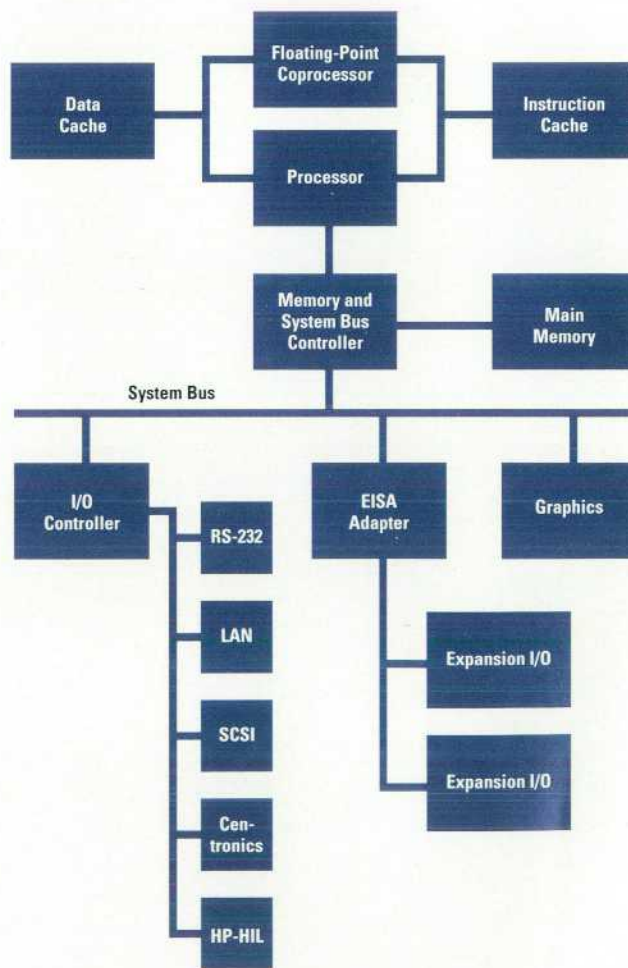 Floating-Point
Coprocessor
Data
Cache
Instruction
Cache
Processor
Memory and
System Bus
Controller
Main
Memory
System Bus
I/O
Controller
EISA
Adapter
Graphics
RS-232
LAN
Expansion I/O
SCSI
Expansion I/O
Cen-
tronics
HP-HIL